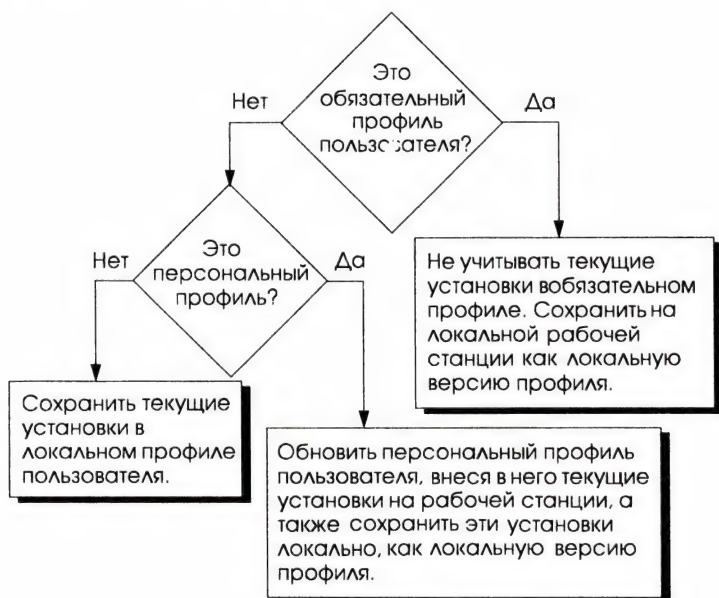 Это
обязательный
профиль
пользователя?
Нет
Да
Это
персональный
профиль?
Нет
Да
Не учитывать текущие
установки вобязательном
профиле. Сохранить на
локальной рабочей
станции как локальную
версию профиля.
Сохранить текущие
установки в
локальном профиле
пользователя.
Обновить персональный профиль
пользователя, внеся в него текущие
установки на рабочей станции, а
также сохранить эти установки
локально, как локальную версию
профиля.